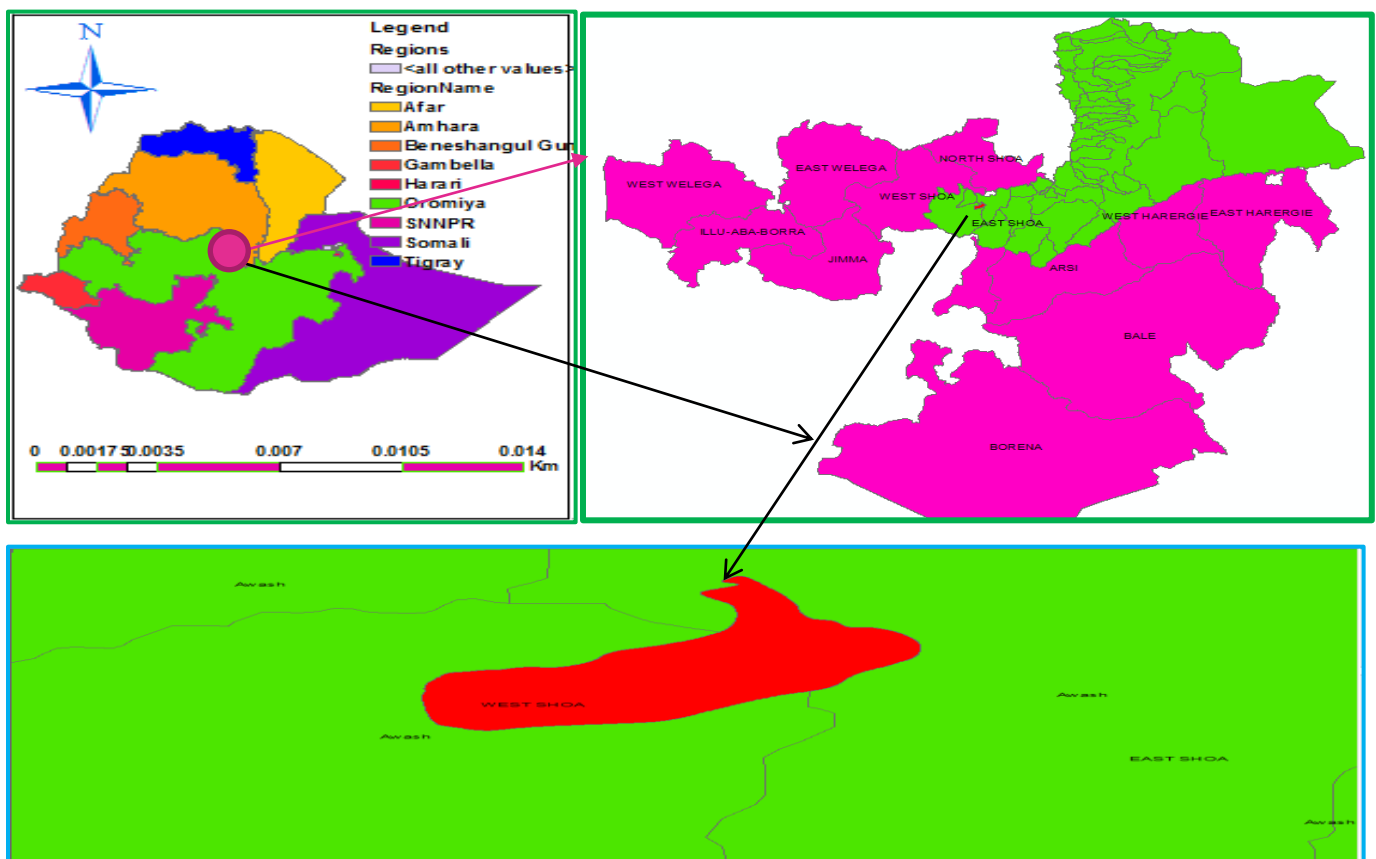 N
Legend
Regions
<all other values>
RegionName
Afar
Amhara
Beneshangul Gum
Gambella
Harari
Oromiya
SNNPR
Somali
Tigray
0 0.00175 0.0035 0.007 0.0105 0.014
Km
WEST WELEGA
EAST WELEGA
NORTH SHOA
WEST SHOA
ILLU-ABA-BORRA
JIMMA
EAST SHOA
WEST HARERGIE
EAST HARERGIE
ARSI
BALE
BORENA
Awash
WEST SHOA
Awash
Awash
EAST SHOA
Awash